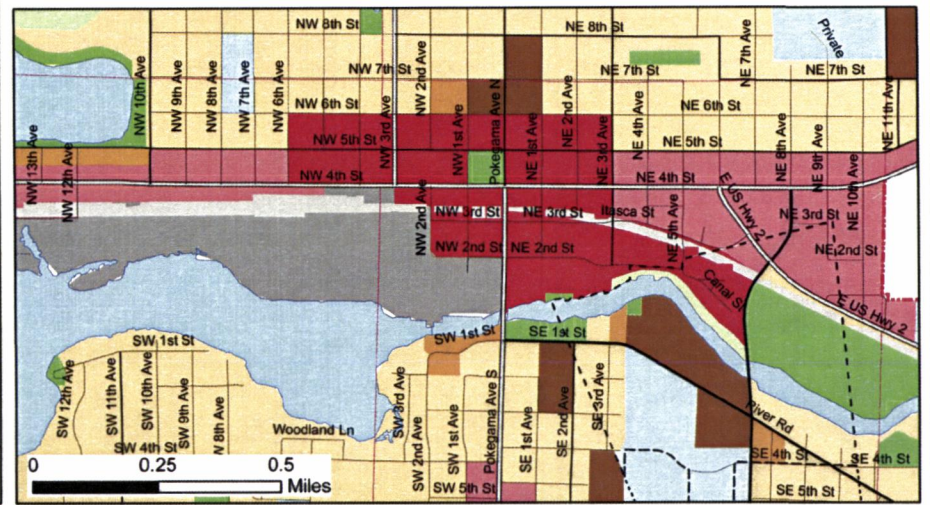 NW 8th St
NE 8th St
Private
NW 10th Ave
NW 9th Ave
NW 8th Ave
NW 7th Ave
NW 6th Ave
NW 7th St
NW 2nd Ave
NE 7th St
NE 7th Ave
NE 7th St
NW 6th St
NE 6th St
NW 3rd Ave
NW 1st Ave
Pokegama Ave N
NE 1st Ave
NE 2nd Ave
NE 3rd Ave
NE 4th Ave
NE 11th Ave
NW 5th St
NE 5th St
NE 8th Ave
NE 9th Ave
NE 10th Ave
NW 13th Ave
NW 12th Ave
NW 4th St
NE 4th St
NW 2nd Ave
NW 3rd St
NE 3rd St
Itasca St
NE 5th Ave
E US Hwy 2
NE 3rd St
NW 2nd St
NE 2nd St
NE 2nd St
Canal St
E US Hwy 2
SW 1st St
SW 1st St
SE 1st St
SW 12th Ave
SW 11th Ave
SW 10th Ave
SW 9th Ave
W 8th Ave
SW 3rd Ave
SW 2nd Ave
SW 1st Ave
Pokegama Ave S
SE 1st Ave
SE 2nd Ave
SE 3rd Ave
River Rd
Woodland Ln
SW 4th St
SE 4th St
SE 4th St
SW 5th St
SE 5th St
0 0.25 0.5
Miles